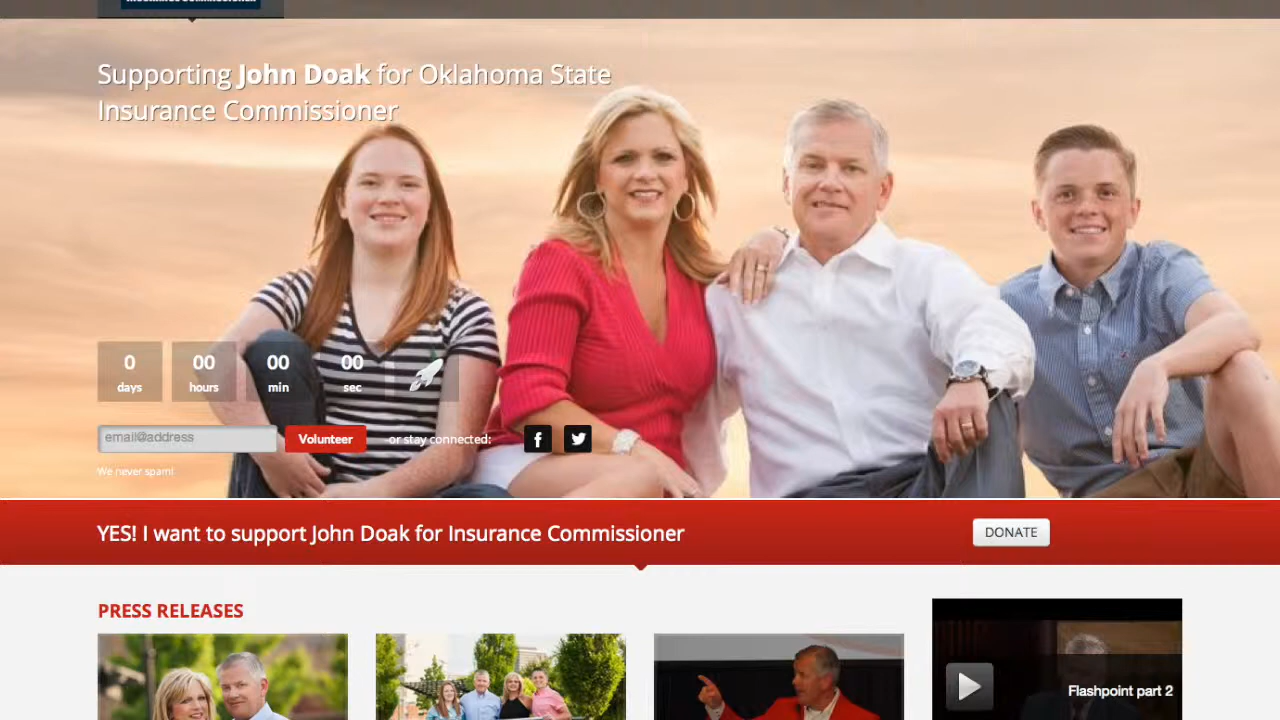 Supporting John Doak for Oklahoma State
Insurance Commissioner
0
00
00
00
days
hours
min
sec
email@address
Volunteer
or stay connected:
We never spam!
YES! I want to support John Doak for Insurance Commissioner
DONATE
PRESS RELEASES
Flashpoint part 2